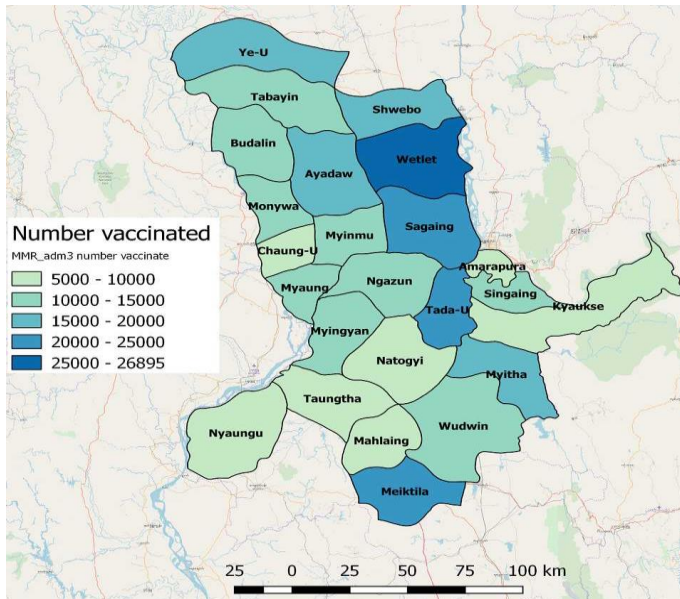 Ye-U
Tabayin
Shwebo
Budalin
Wetlet
Ayadaw
Monywa
Sagaing
Myinmu
Chaung-U
Amarapura
Ngazun
Myaung
Singaing
Tada-U
Kyaukse
Myingyan
Natogyi
Myitha
Taungtha
Nyaungu
Mahlaing
Wudwin
Meiktila
Number vaccinated
MMR_adm3 number vaccinate
5000 - 10000
10000 - 15000
15000 - 20000
20000 - 25000
25000 - 26895
25 0 25 50 75 100 km